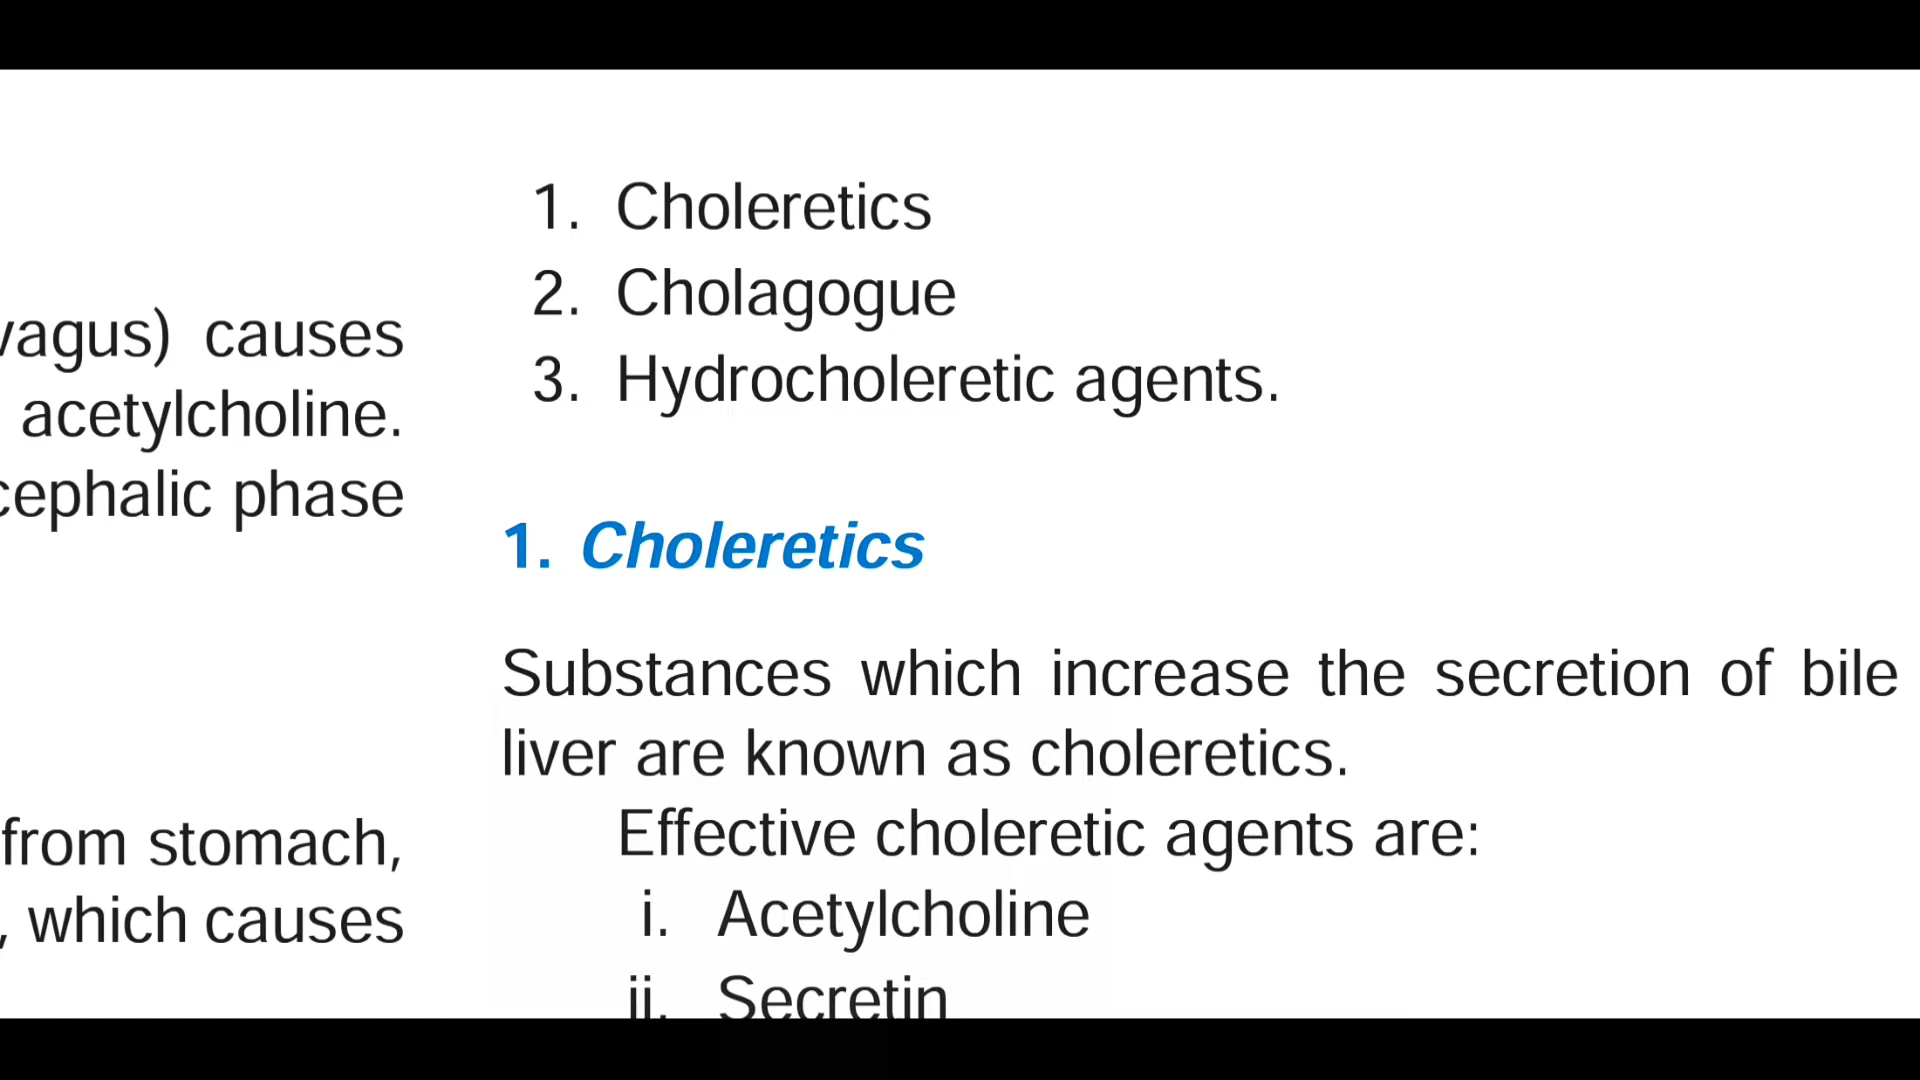 vagus) causes
acetylcholine.
cephalic phase
from stomach,
, which causes
1. Choleretics
2. Cholagogue
3. Hydrocholeretic agents.
1. Choleretics
Substances which increase the secretion of bile
liver are known as choleretics.
Effective choleretic agents are:
i. Acetylcholine
ii. Secretin